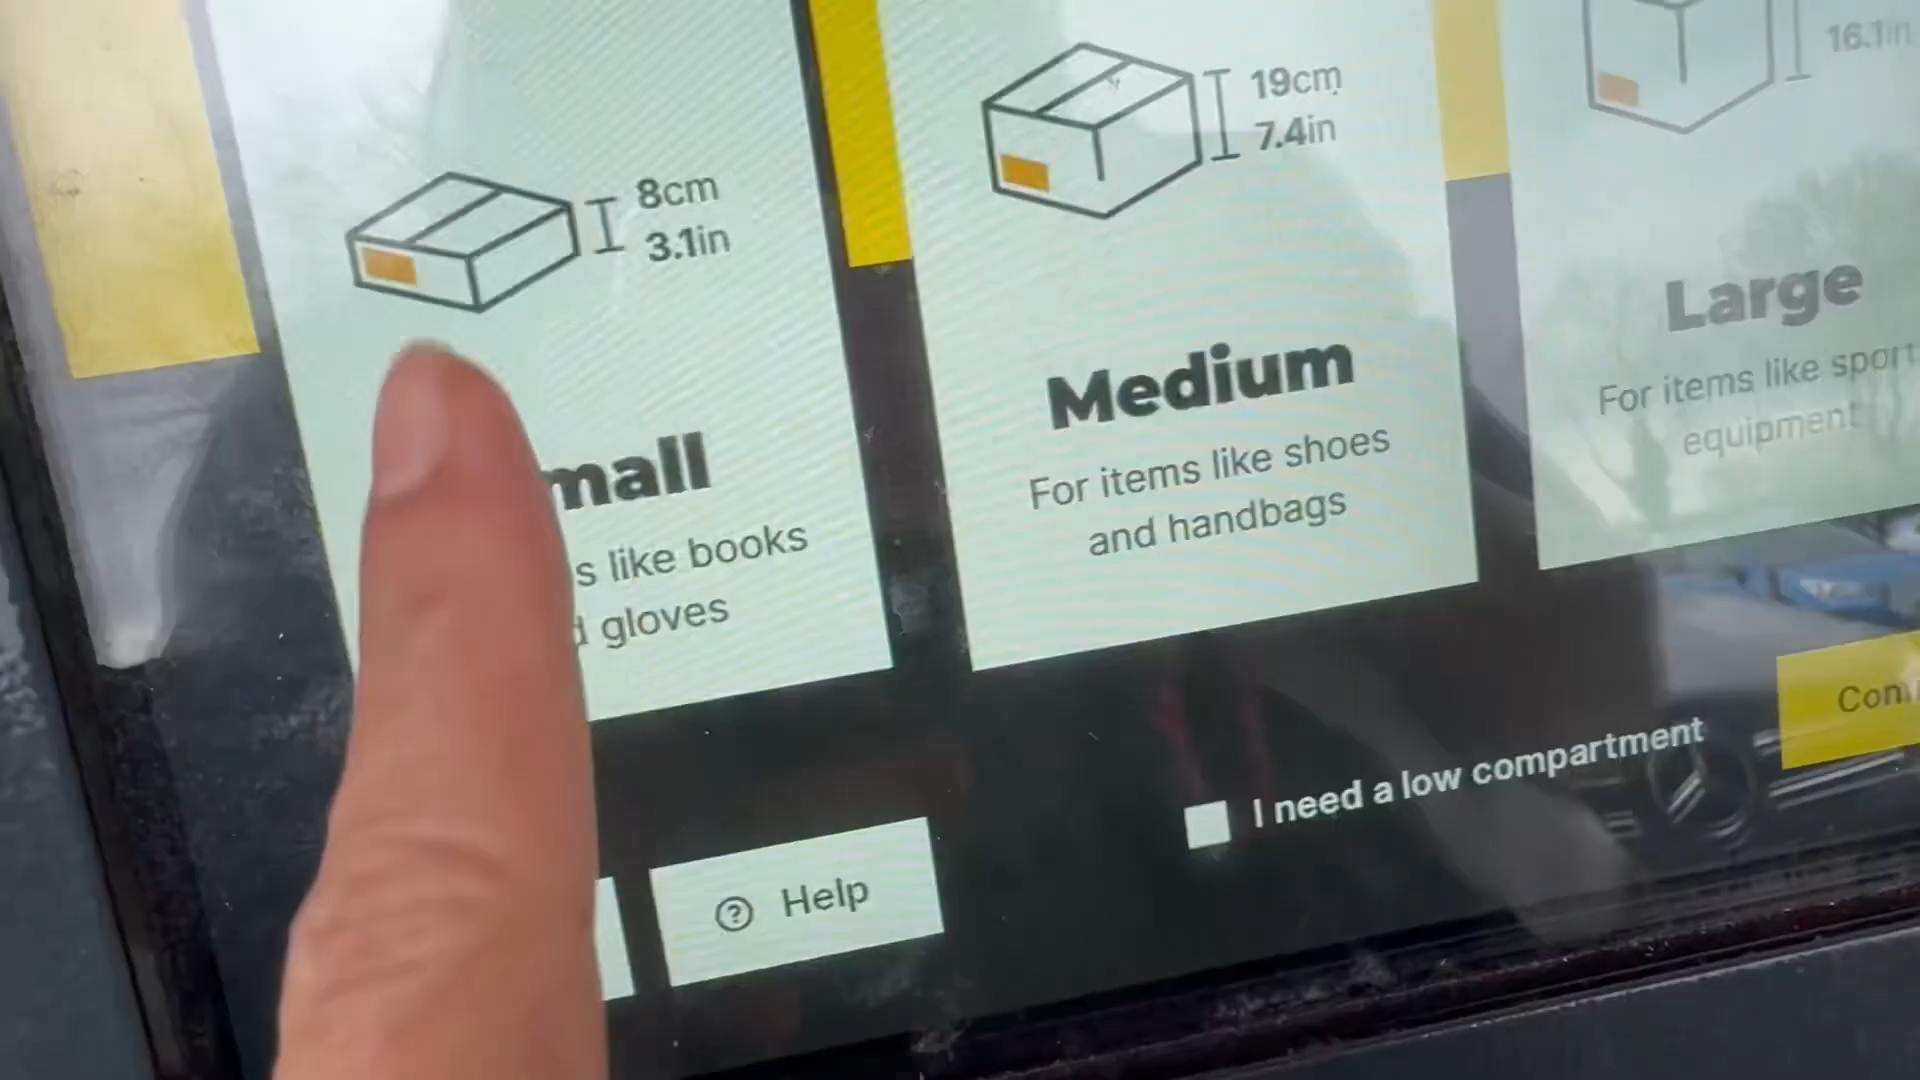 8cm
3.1in
mall
s like books
gloves
19cm
7.4in
Medium
For items like shoes
and handbags
16.1in
Large
For items like sport
equipment
I need a low compartment
Help